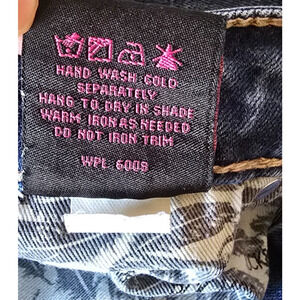 HAND WASH COLD
SEPARATELY
HANG TO DRY IN SHADE
WARM IRON AS NEEDED
DO NOT IRON TRIM
WPL 6009